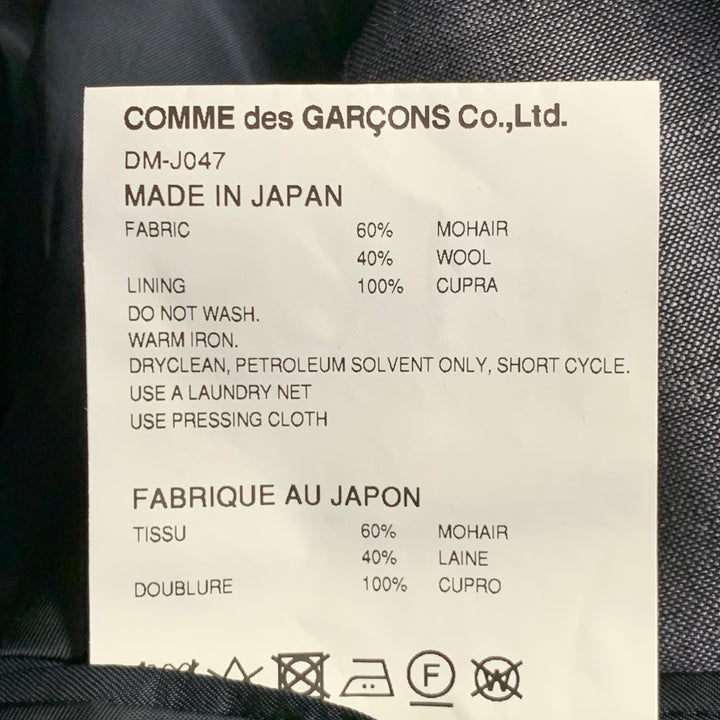 COMME des GARÇONS Co.,Ltd.
DM-J047
MADE IN JAPAN
FABRIC 60% MOHAIR
40% WOOL
LINING 100% CUPRA
DO NOT WASH.
WARM IRON.
DRYCLEAN, PETROLEUM SOLVENT ONLY, SHORT CYCLE.
USE A LAUNDRY NET
USE PRESSING CLOTH
FABRIQUE AU JAPON
TISSU 60% MOHAIR
40% LAINE
DOUBLURE 100% CUPRO
F W